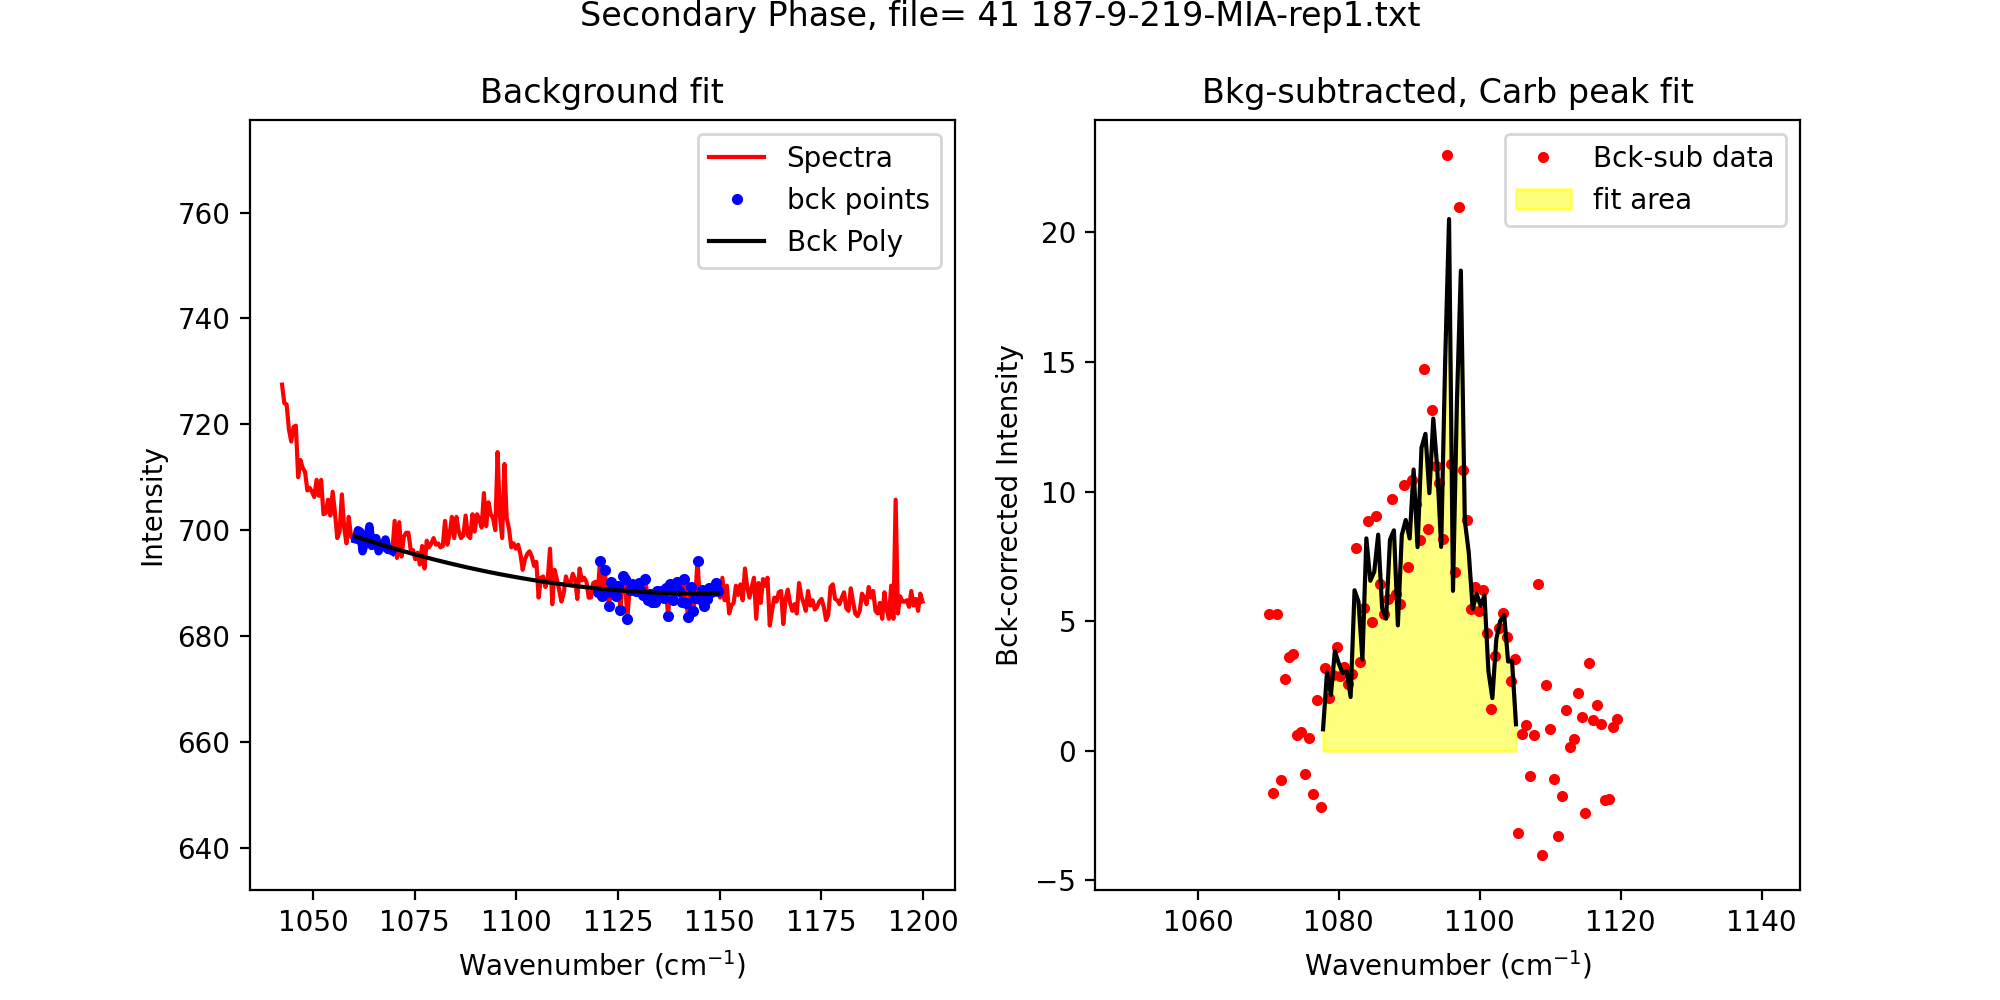 Secondary Phase, file= 41 187-9-219-MIA-rep1.txt
Background fit
Spectra
bck points
Bck Poly
760
740
720
700
680
660
640
Intensity
1050 1075 1100 1125 1150 1175 1200
Wavenumber (cm⁻¹)
Bkg-subtracted, Carb peak fit
Bck-sub data
fit area
20
15
10
5
0
−5
Bck-corrected Intensity
1060 1080 1100 1120 1140
Wavenumber (cm⁻¹)